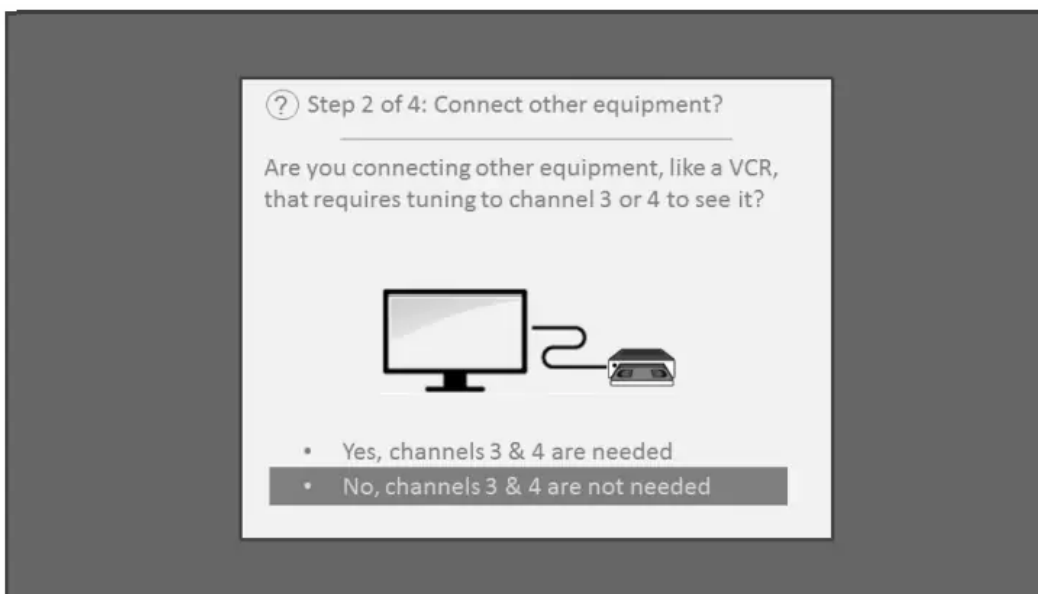 ? Step 2 of 4: Connect other equipment?
Are you connecting other equipment, like a VCR,
that requires tuning to channel 3 or 4 to see it?
• Yes, channels 3 & 4 are needed
• No, channels 3 & 4 are not needed